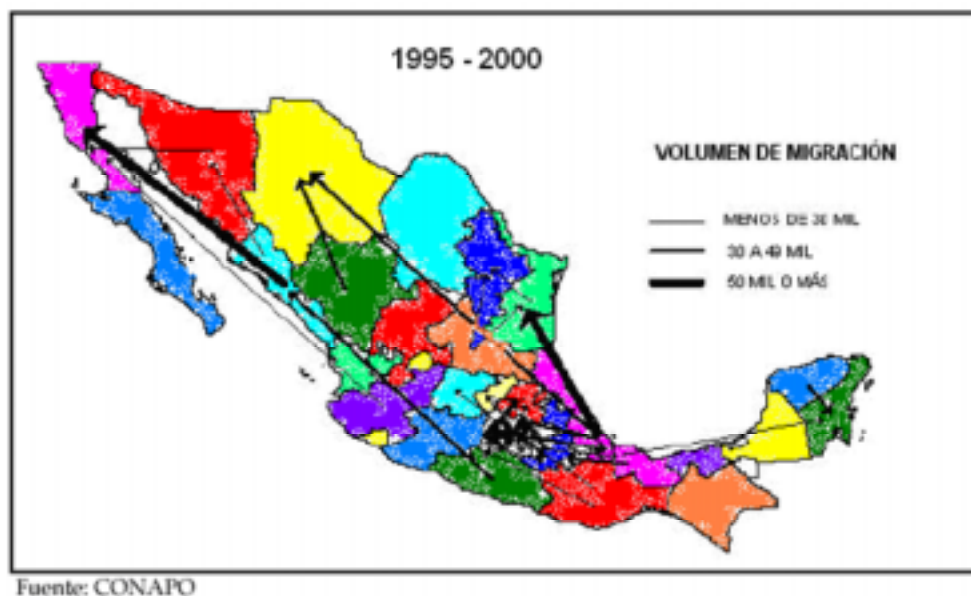 1995 - 2000
VOLUMEN DE MIGRACIÓN
MENOS DE 30 MIL
30 A 49 MIL
50 MIL O MÁS
Fuente: CONAPO